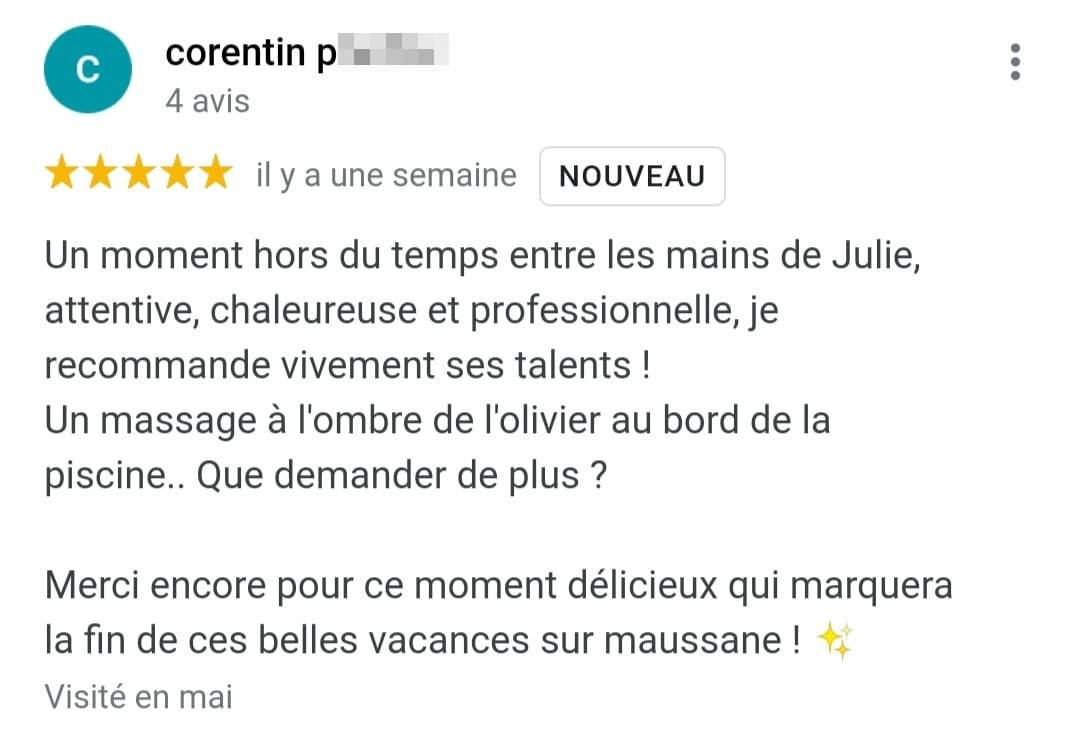 C
corentin p
4 avis
il y a une semaine NOUVEAU
Un moment hors du temps entre les mains de Julie,
attentive, chaleureuse et professionnelle, je
recommande vivement ses talents !
Un massage à l'ombre de l'olivier au bord de la
piscine.. Que demander de plus ?
Merci encore pour ce moment délicieux qui marquera
la fin de ces belles vacances sur maussane ! ✨
Visité en mai